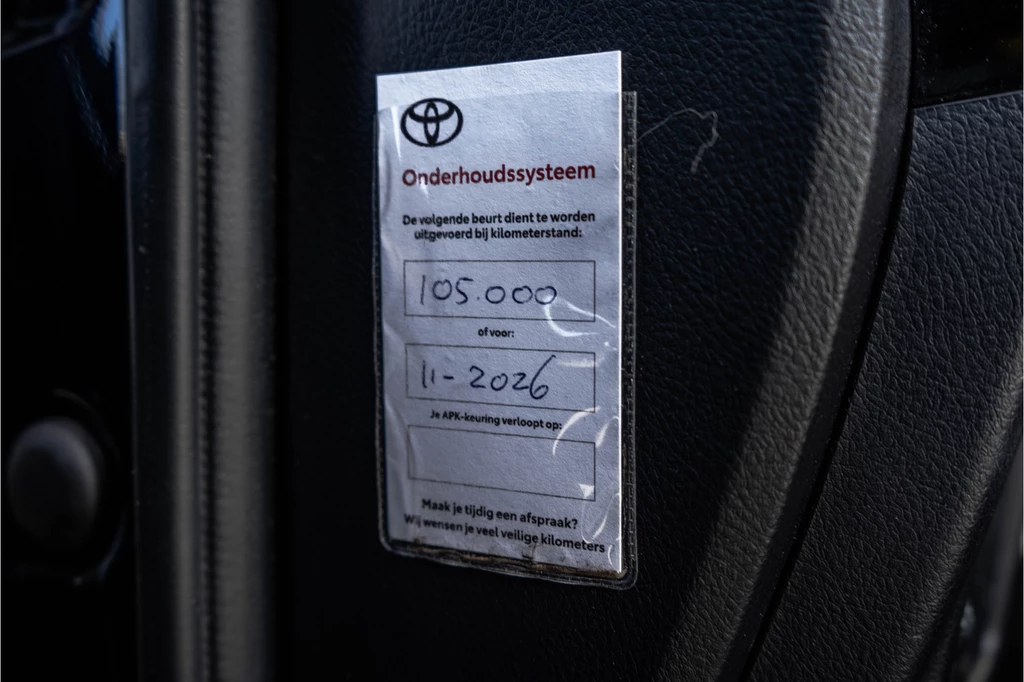 Onderhoudssysteem
De volgende beurt dient te worden
uitgevoerd bij kilometerstand:
105.000
of voor:
11-2026
Je APK-keuring verloopt op:
Maak je tijdig een afspraak?
Wij wensen je veel veilige kilometers